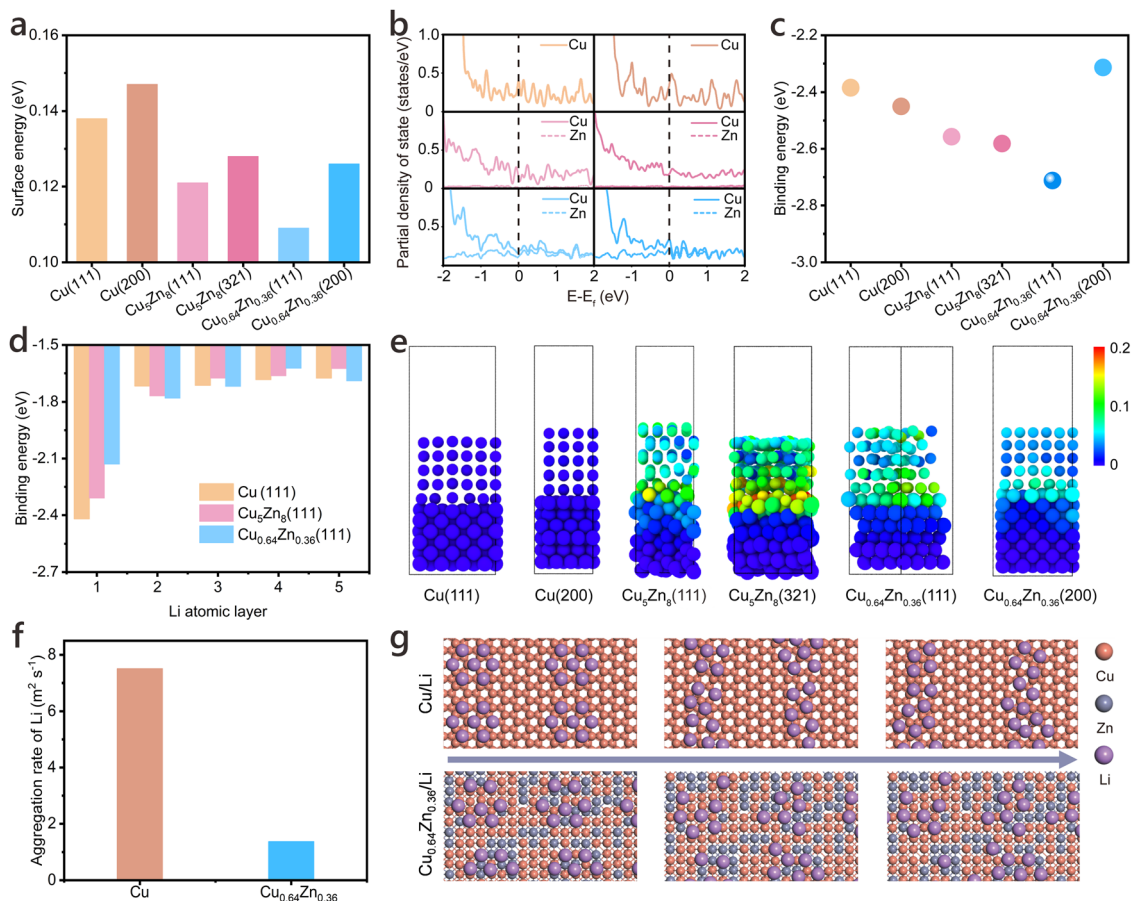 a
0.16
0.14
0.12
0.10
Surface energy (eV)
Cu(111)
Cu(200)
Cu5Zn8(111)
Cu5Zn8(321)
Cu0.64Zn0.36(111)
Cu0.64Zn0.36(200)
b
Partial density of state (states/eV)
1.0
0.5
0
0.5
0
0.5
Cu
Cu
Cu
Zn
Cu
Zn
Cu
Zn
Cu
Zn
-2 -1 0 1 2 -1 0 1 2
E-Ef (eV)
c
-2.2
-2.4
-2.6
-2.8
-3.0
Binding energy (eV)
Cu(111)
Cu(200)
Cu5Zn8(111)
Cu5Zn8(321)
Cu0.64Zn0.36(111)
Cu0.64Zn0.36(200)
d
-1.5
-1.8
-2.1
-2.4
-2.7
Binding energy (eV)
Cu (111)
Cu5Zn8(111)
Cu0.64Zn0.36(111)
1 2 3 4 5
Li atomic layer
e
0.2
0.1
0
Cu(111) Cu(200) Cu5Zn8(111) Cu5Zn8(321) Cu0.64Zn0.36(111) Cu0.64Zn0.36(200)
f
8
6
4
2
0
Aggregation rate of Li (m² s⁻¹)
Cu Cu0.64Zn0.36
g
Cu/Li
Cu0.64Zn0.36/Li
Cu
Zn
Li